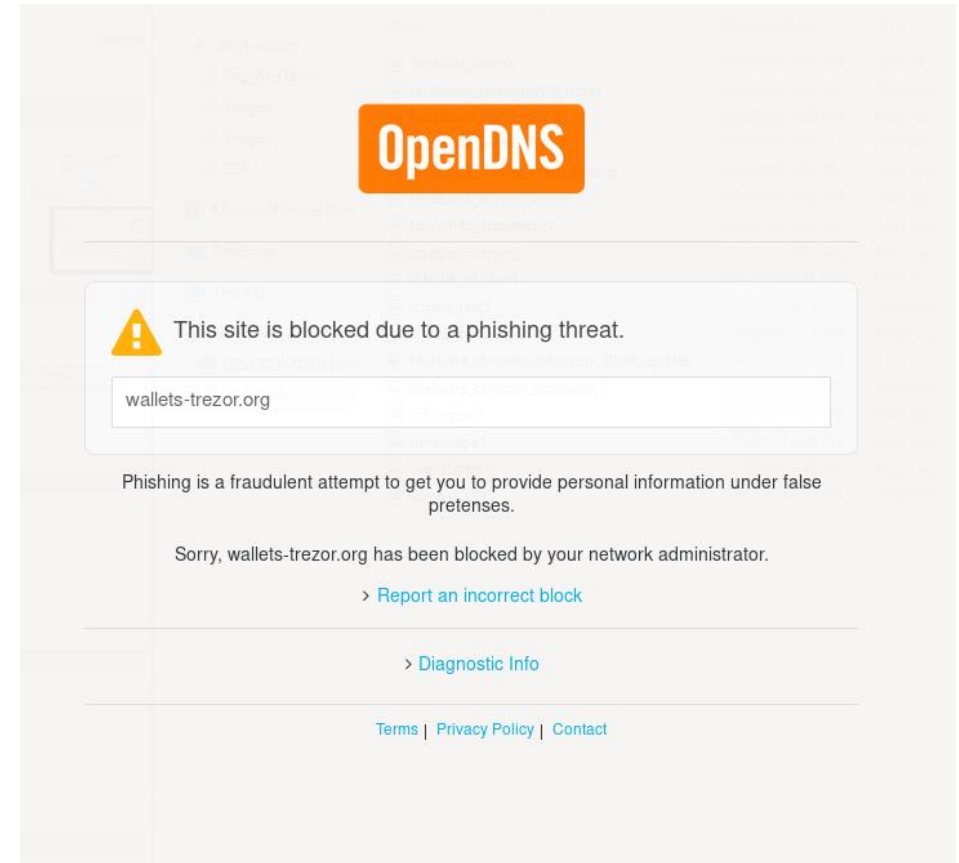 OpenDNS
This site is blocked due to a phishing threat.
wallets-trezor.org
Phishing is a fraudulent attempt to get you to provide personal information under false
pretenses.
Sorry, wallets-trezor.org has been blocked by your network administrator.
> Report an incorrect block
> Diagnostic Info
Terms | Privacy Policy | Contact